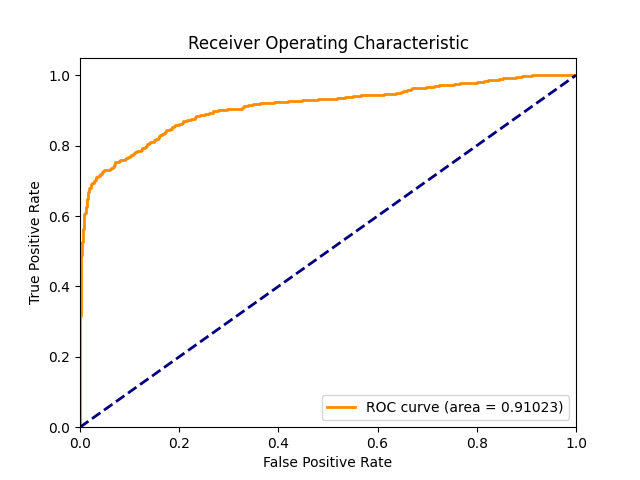 Receiver Operating Characteristic
1.0
0.8
0.6
0.4
0.2
0.0
True Positive Rate
ROC curve (area = 0.91023)
0.0 0.2 0.4 0.6 0.8 1.0
False Positive Rate